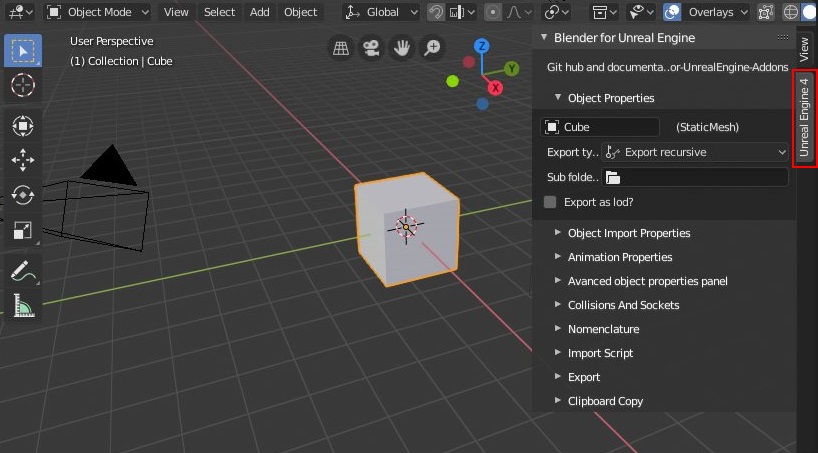 Object Mode
View
Select
Add
Object
Global
Overlays
User Perspective
(1) Collection | Cube
Z
Y
X
Blender for Unreal Engine
Git hub and documenta..or-UnrealEngine-Addons
Object Properties
Cube
(StaticMesh)
Export ty..
Export recursive
Sub folde..
Export as lod?
Object Import Properties
Animation Properties
Avanced object properties panel
Collisions And Sockets
Nomenclature
Import Script
Export
Clipboard Copy
View
Unreal Engine 4